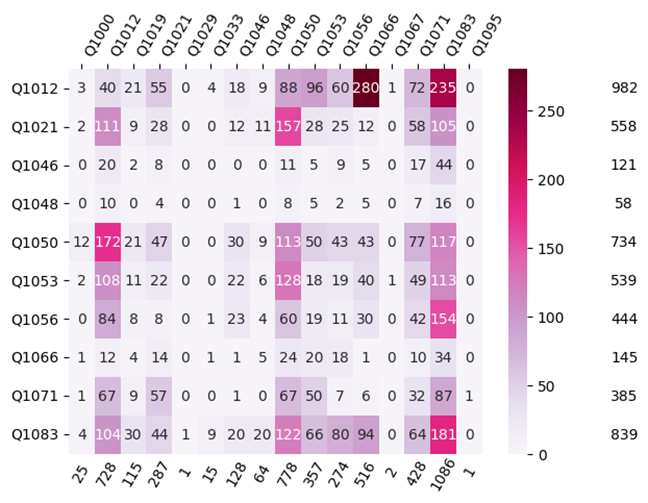 Q1000 Q1012 Q1019 Q1021 Q1029 Q1033 Q1046 Q1048 Q1050 Q1053 Q1056 Q1066 Q1067 Q1071 Q1083 Q1095
Q1012 3 40 21 55 0 4 18 9 88 96 60 280 1 72 235 0 982
250
Q1021 2 111 9 28 0 0 12 11 157 28 25 12 0 58 105 0 558
Q1046 0 20 2 8 0 0 0 0 11 5 9 5 0 17 44 0 121
200
Q1048 0 10 0 4 0 0 1 0 8 5 2 5 0 7 16 0 58
Q1050 12 172 21 47 0 0 30 9 113 50 43 43 0 77 117 0 150 734
Q1053 2 108 11 22 0 0 22 6 128 18 19 40 1 49 113 0 539
Q1056 0 84 8 8 0 1 23 4 60 19 11 30 0 42 154 0 100 444
Q1066 1 12 4 14 0 1 1 5 24 20 18 1 0 10 34 0 145
Q1071 1 67 9 57 0 0 1 0 67 50 7 6 0 32 87 1 50 385
Q1083 4 104 30 44 1 9 20 20 122 66 80 94 0 64 181 0 839
0
25 728 115 287 1 15 128 64 778 357 274 516 2 428 1086 1